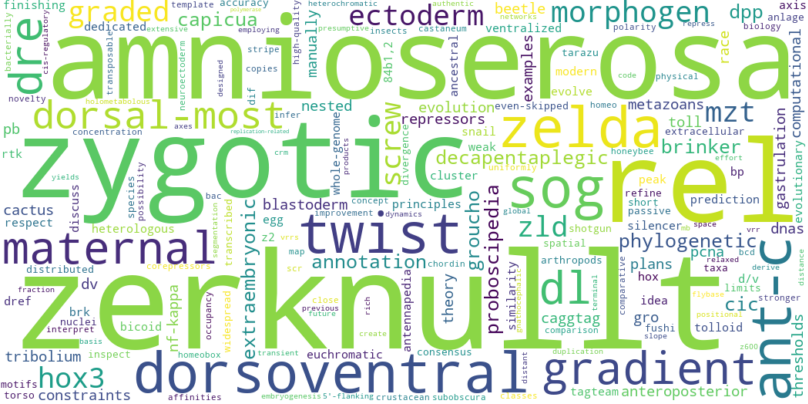 finishing
template
accuracy
graded
capicua
dedicated
ectoderm
beetle
morphogen
dpp
axis
anlage
bacterially
cis-regulatory
dre
amnioserosa
transposable
neuroectoderm
extensive
polymerase
high-quality
heterochromatic
employing
manually
authentic
networks
presumptive
insects
castaneum
ventralized
stripe
84b1.2
ancestral
examples
tarazu
modern
evolve
repress
polarity
biology
race
code
physical
computational
novelty
holometabolous
designed
copies
dif
infer
nested
screw
evolution
repressors
even-skipped
homeo
metazoans
mzt
dorsal-most
concentration
axes
replication-related
pb
rtk
zygotic
crm
whole-genome
products
divergence
snail
weak
cluster
decapentaplegic
zelda
toll
extracellular
brinker
honeybee
effort
uniformly
peak
bp
gastrulation
evolutionary
yields
species
possibility
bac
discuss
cactus
respect
heterologous
maternal
segmentation
transcribed
corepressors
blastoderm
improvement
concept
dynamics
principles
egg
z2
utrs
map
twist
groucho
proboscipedia
zld
global
shotgun
spatial
sog
rel
refine
short
passive
prediction
silencer
mb
space
vrr
dnas
phylogenetic
distance
annotation
chordin
scr
arthropods
dl
plans
pcna
relaxed
taxa
bcd
derive
distributed
dv
extraembryonic
zerknullt
theory
similarity
gnathocephalic
terminal
d/v
limits
comparative
hox
ant-c
fraction
dref
nuclei
interpret
brk
nf-kappa
occupancy
widespread
close
previous
future
rich
antennapedia
caggtag
comparison
cic
idea
flybase
positional
stronger
gro
fushi
tolloid
slope
z600
basis
bicoid
create
tribolium
inspect
homeobox
euchromatic
transient
consensus
distant
duplication
thresholds
motifs
torso
hox3
constraints
affinities
dorsoventral
gradient
embryogenesis
5'-flanking
crustacean
subobscura
classes
tagteam
anteroposterior